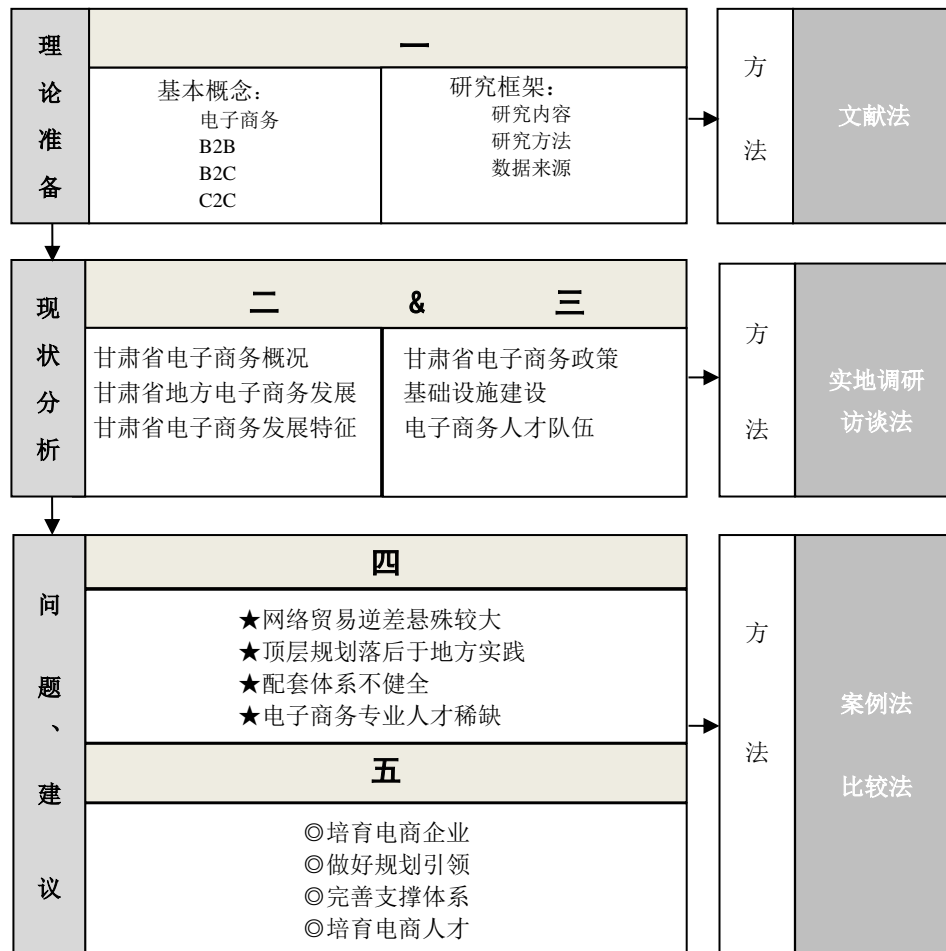 理论准备
一
基本概念：
电子商务
B2B
B2C
C2C
研究框架：
研究内容
研究方法
数据来源
方法
文献法
现状分析
二 & 三
甘肃省电子商务概况
甘肃省地方电子商务发展
甘肃省电子商务发展特征
甘肃省电子商务政策
基础设施建设
电子商务人才队伍
方法
实地调研
访谈法
问题、建议
四
★网络贸易逆差悬殊较大
★顶层规划落后于地方实践
★配套体系不健全
★电子商务专业人才稀缺
五
◎培育电商企业
◎做好规划引领
◎完善支撑体系
◎培育电商人才
方法
案例法
比较法